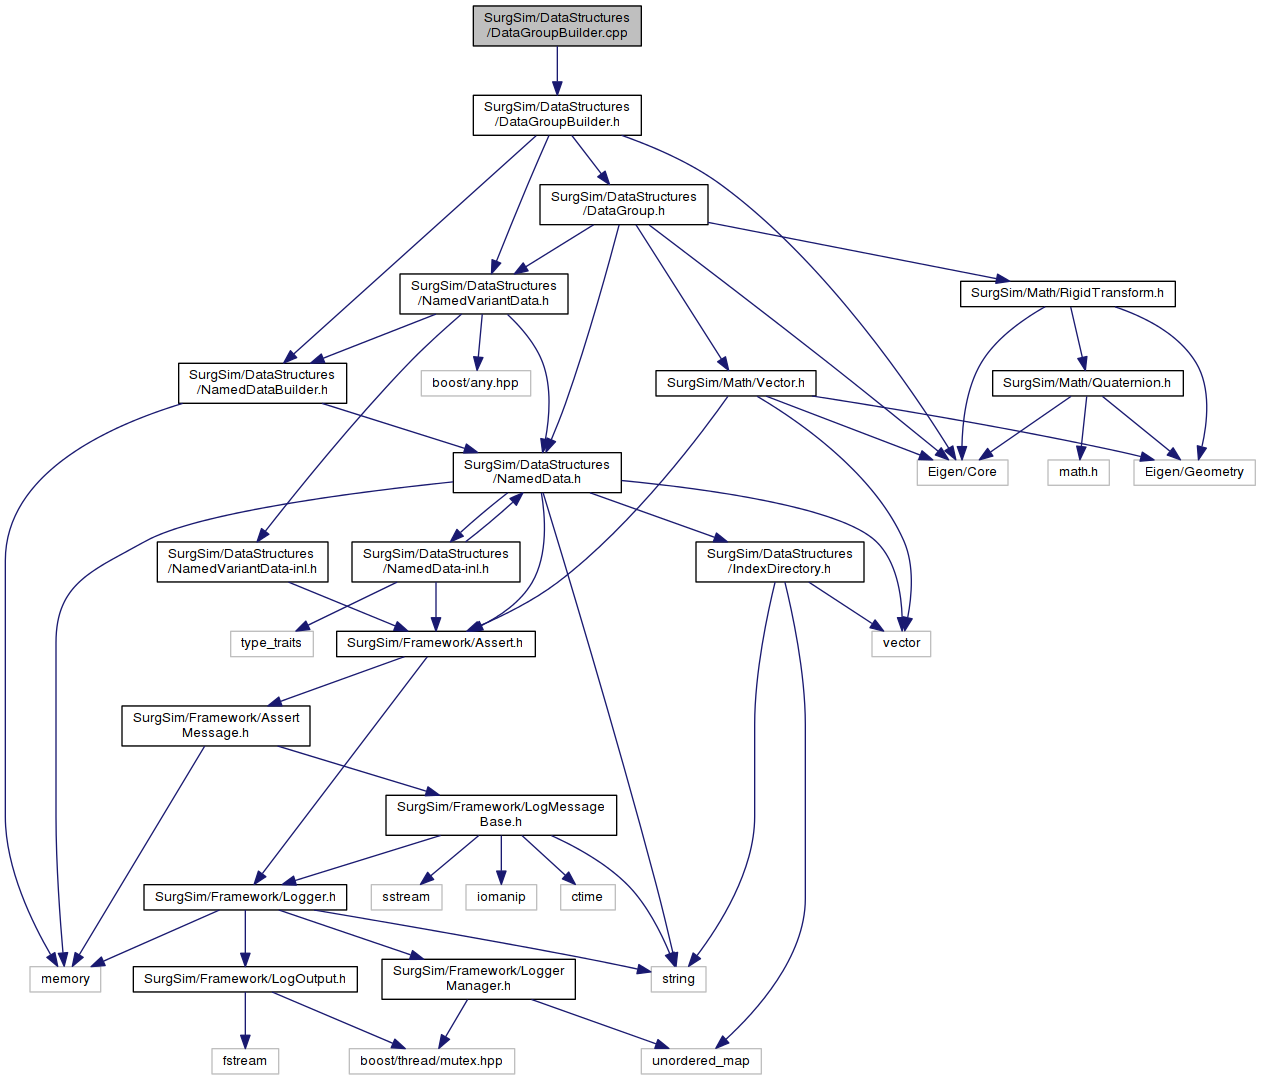 SurgSim/DataStructures
/DataGroupBuilder.cpp
SurgSim/DataStructures
/DataGroupBuilder.h
SurgSim/DataStructures
/DataGroup.h
SurgSim/DataStructures
/NamedVariantData.h
SurgSim/Math/RigidTransform.h
SurgSim/DataStructures
/NamedDataBuilder.h
boost/any.hpp
SurgSim/Math/Vector.h
SurgSim/Math/Quaternion.h
SurgSim/DataStructures
/NamedData.h
Eigen/Core
math.h
Eigen/Geometry
SurgSim/DataStructures
/NamedVariantData-inl.h
SurgSim/DataStructures
/NamedData-inl.h
SurgSim/DataStructures
/IndexDirectory.h
type_traits
SurgSim/Framework/Assert.h
vector
SurgSim/Framework/Assert
Message.h
SurgSim/Framework/LogMessage
Base.h
SurgSim/Framework/Logger.h
sstream
iomanip
ctime
memory
SurgSim/Framework/LogOutput.h
SurgSim/Framework/Logger
Manager.h
string
fstream
boost/thread/mutex.hpp
unordered_map